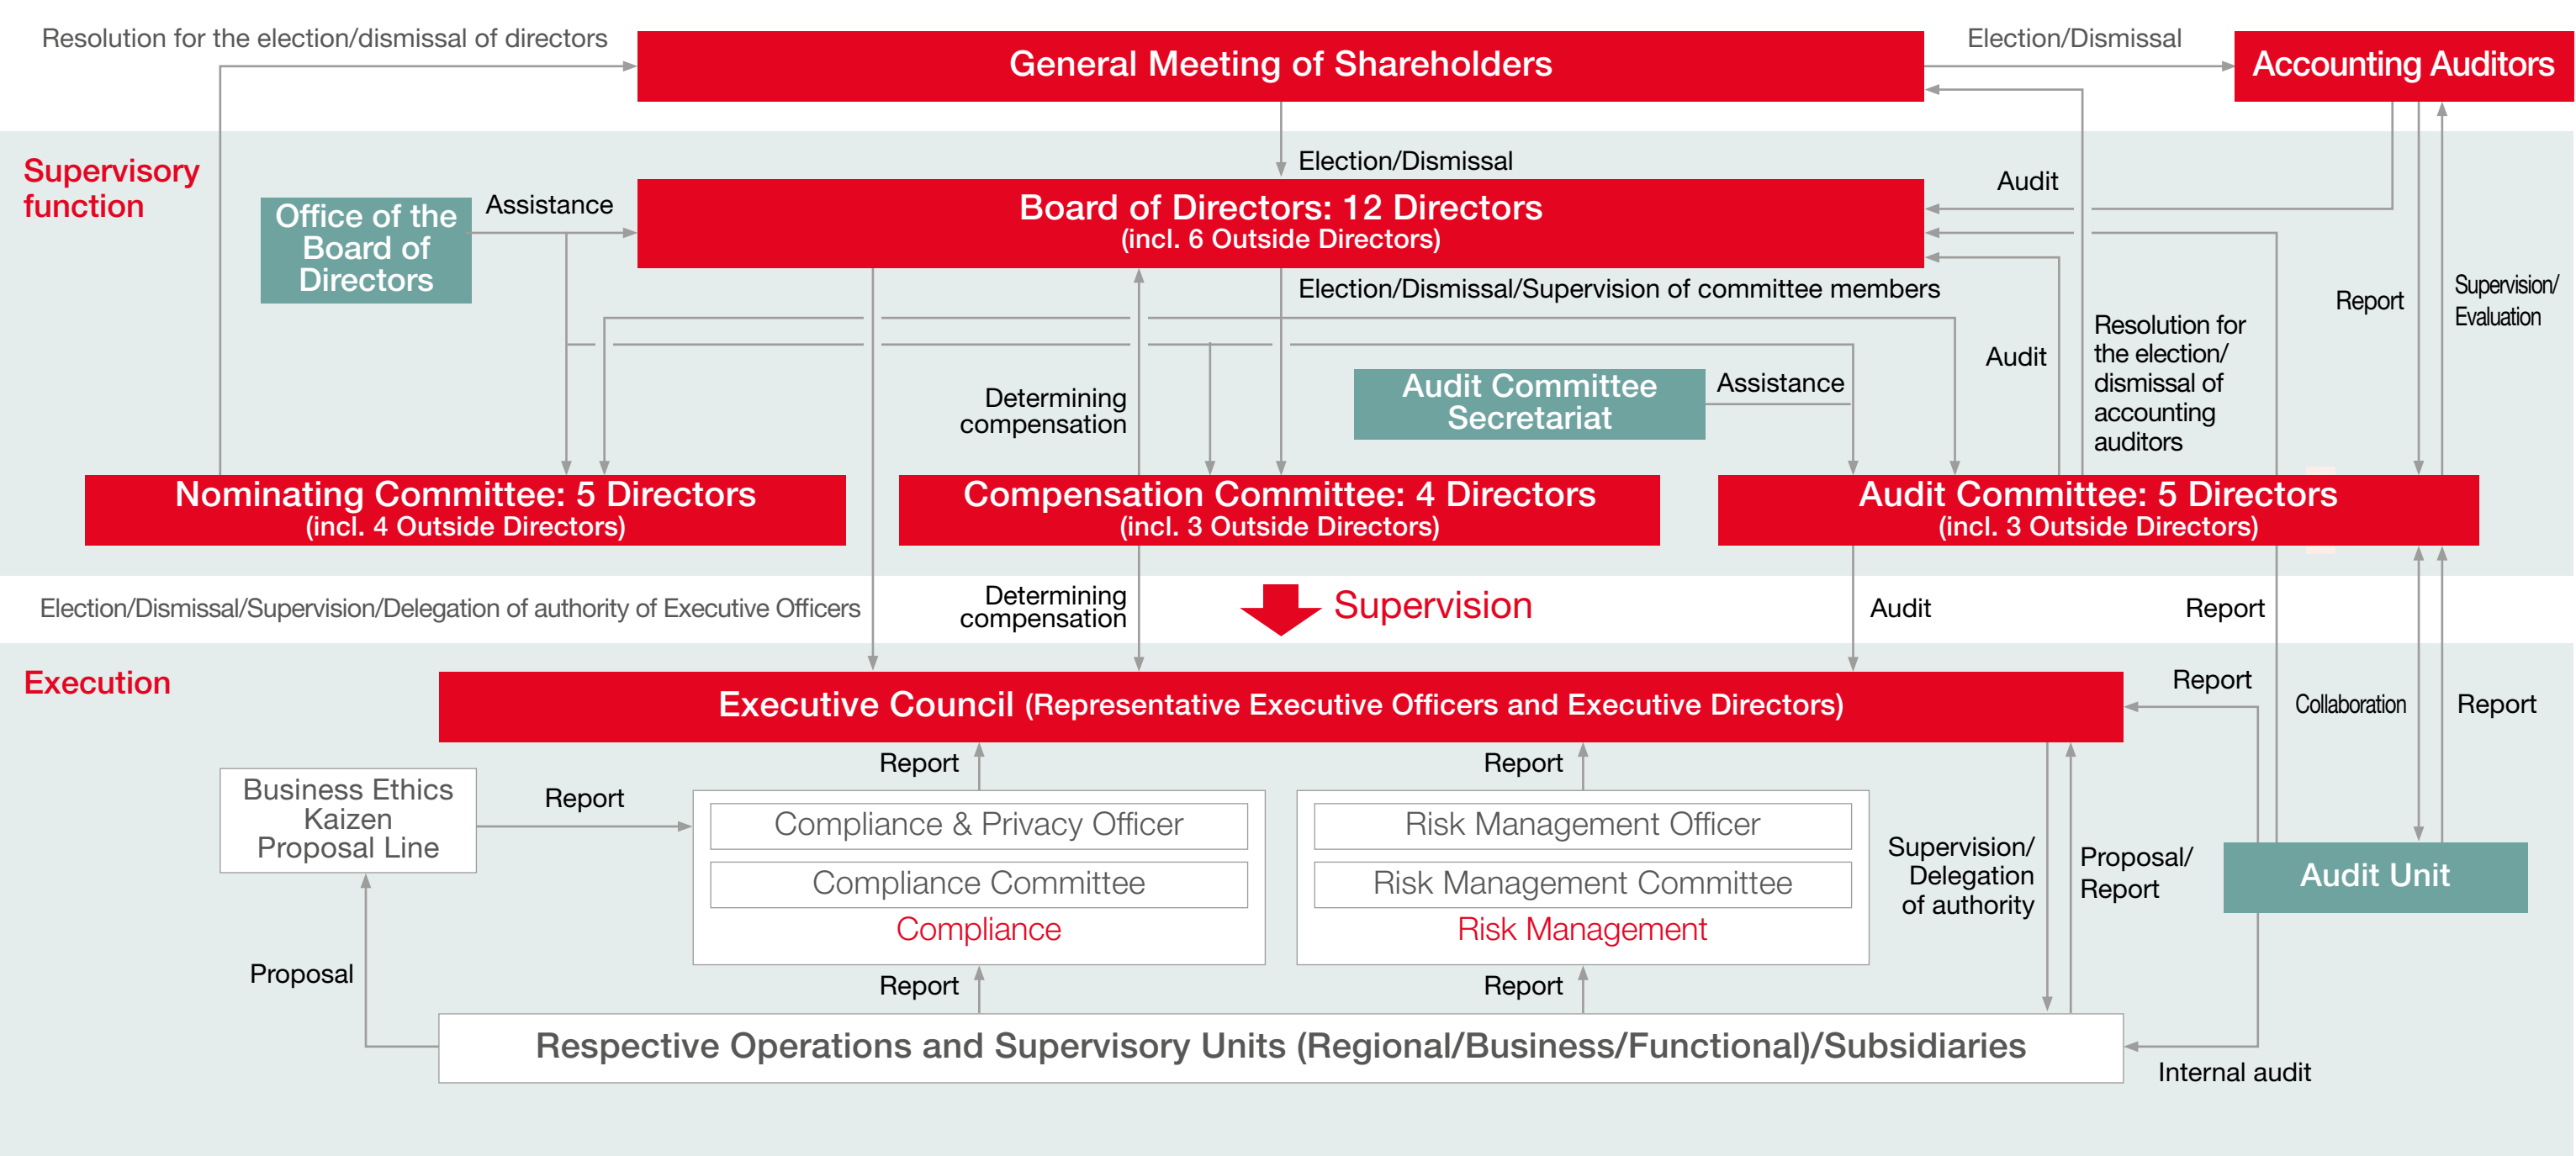 Resolution for the election/dismissal of directors
General Meeting of Shareholders
Election/Dismissal
Accounting Auditors
Supervisory
function
Election/Dismissal
Office of the
Board of
Directors
Assistance
Board of Directors: 12 Directors
(incl. 6 Outside Directors)
Audit
Election/Dismissal/Supervision of committee members
Report
Supervision/
Evaluation
Determining
compensation
Audit Committee
Secretariat
Assistance
Audit
Resolution for
the election/
dismissal of
accounting
auditors
Nominating Committee: 5 Directors
(incl. 4 Outside Directors)
Compensation Committee: 4 Directors
(incl. 3 Outside Directors)
Audit Committee: 5 Directors
(incl. 3 Outside Directors)
Election/Dismissal/Supervision/Delegation of authority of Executive Officers
Determining
compensation
Supervision
Audit
Report
Execution
Executive Council (Representative Executive Officers and Executive Directors)
Report
Collaboration
Report
Business Ethics
Kaizen
Proposal Line
Report
Report
Compliance & Privacy Officer
Compliance Committee
Compliance
Report
Risk Management Officer
Risk Management Committee
Risk Management
Supervision/
Delegation
of authority
Proposal/
Report
Audit Unit
Proposal
Report
Report
Respective Operations and Supervisory Units (Regional/Business/Functional)/Subsidiaries
Internal audit